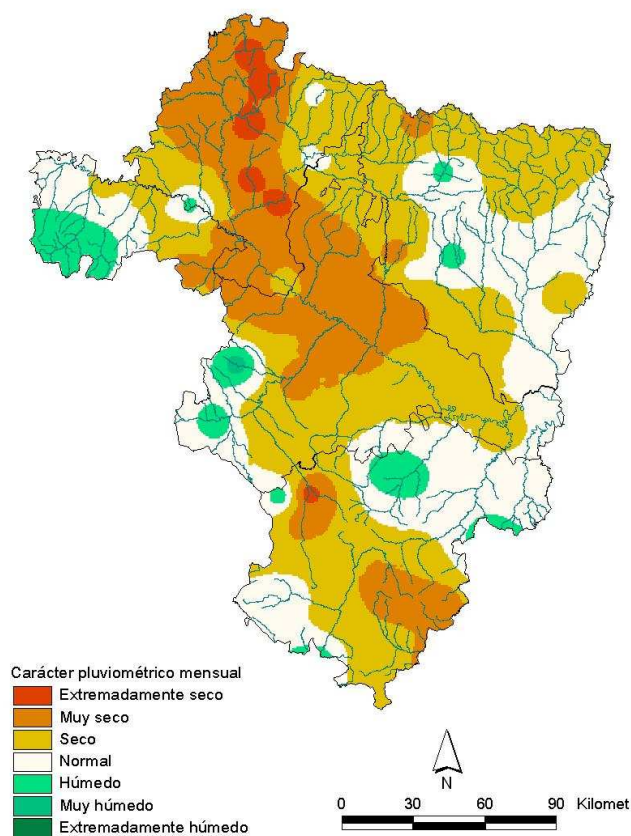 Carácter pluviométrico mensual
Extremadamente seco
Muy seco
Seco
Normal
Húmedo
Muy húmedo
Extremadamente húmedo
N
0 30 60 90 Kilomet